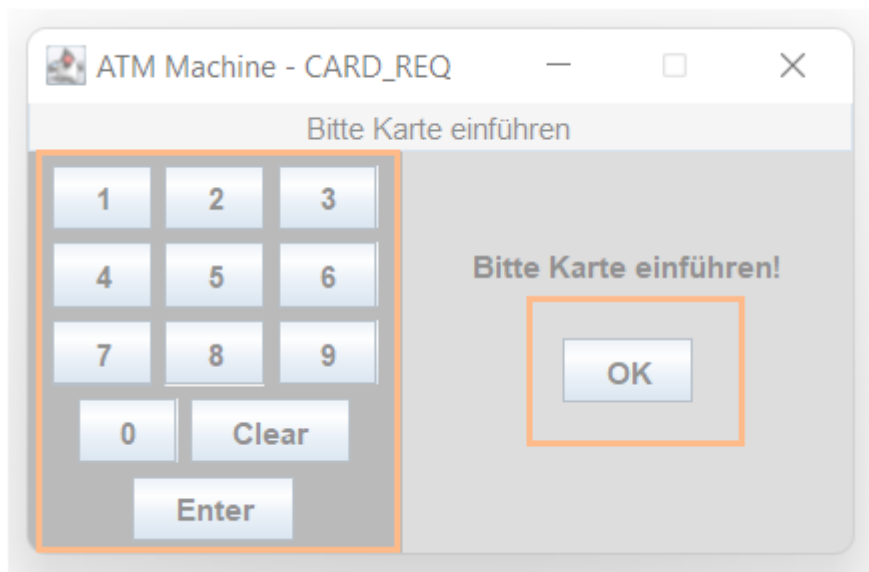 ATM Machine - CARD_REQ
Bitte Karte einführen
1 2 3
4 5 6
7 8 9
0 Clear
Enter
Bitte Karte einführen!
OK